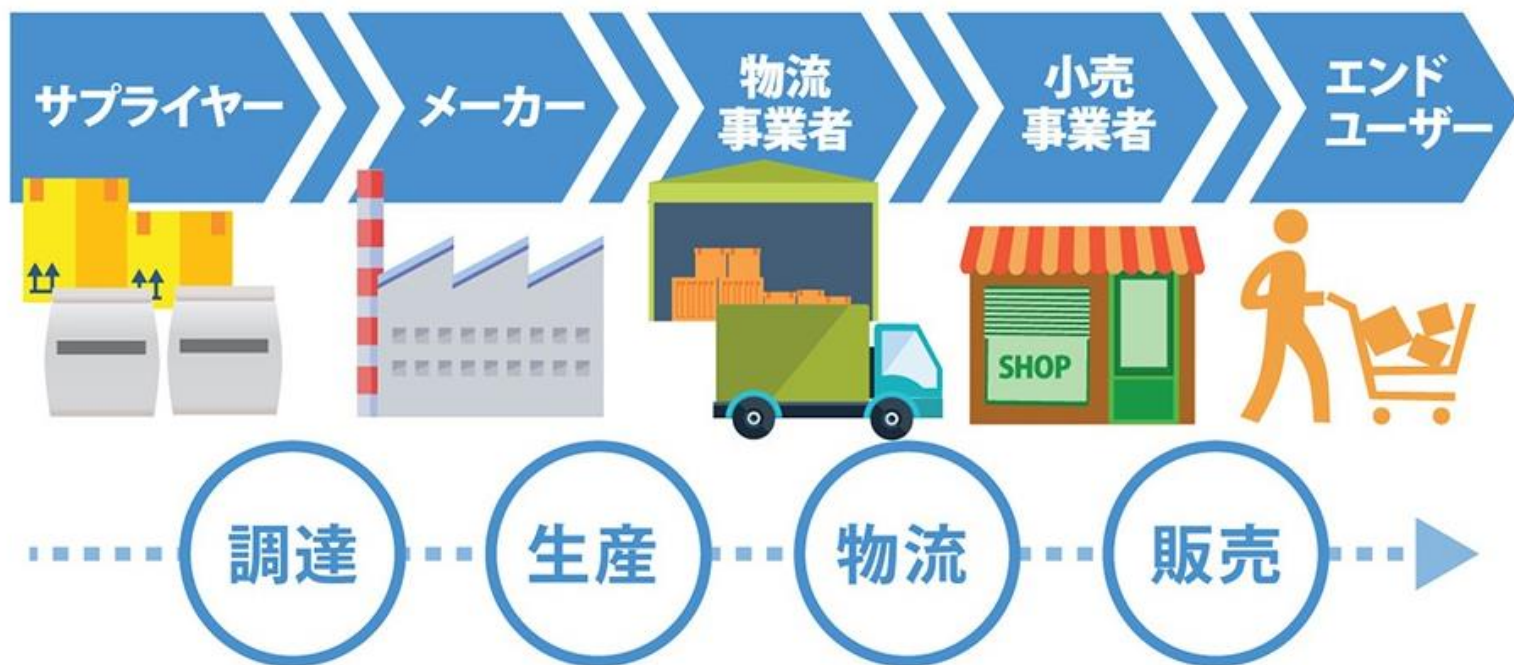 サプライヤー
メーカー
物流
事業者
小売
事業者
エンド
ユーザー
SHOP
調達
生産
物流
販売